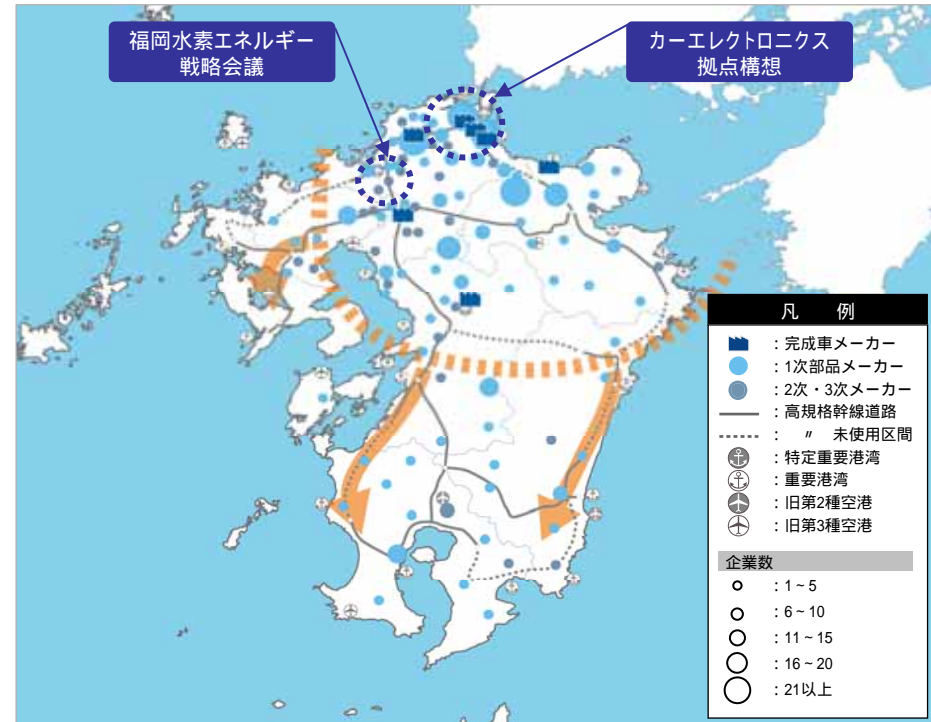 福岡水素エネルギー
戦略会議
カーエレクトロニクス
拠点構想
凡　例
：完成車メーカー
：1次部品メーカー
：2次・3次メーカー
：高規格幹線道路
：　〃　未使用区間
：特定重要港湾
：重要港湾
：旧第2種空港
：旧第3種空港
企業数
：1～5
：6～10
：11～15
：16～20
：21以上